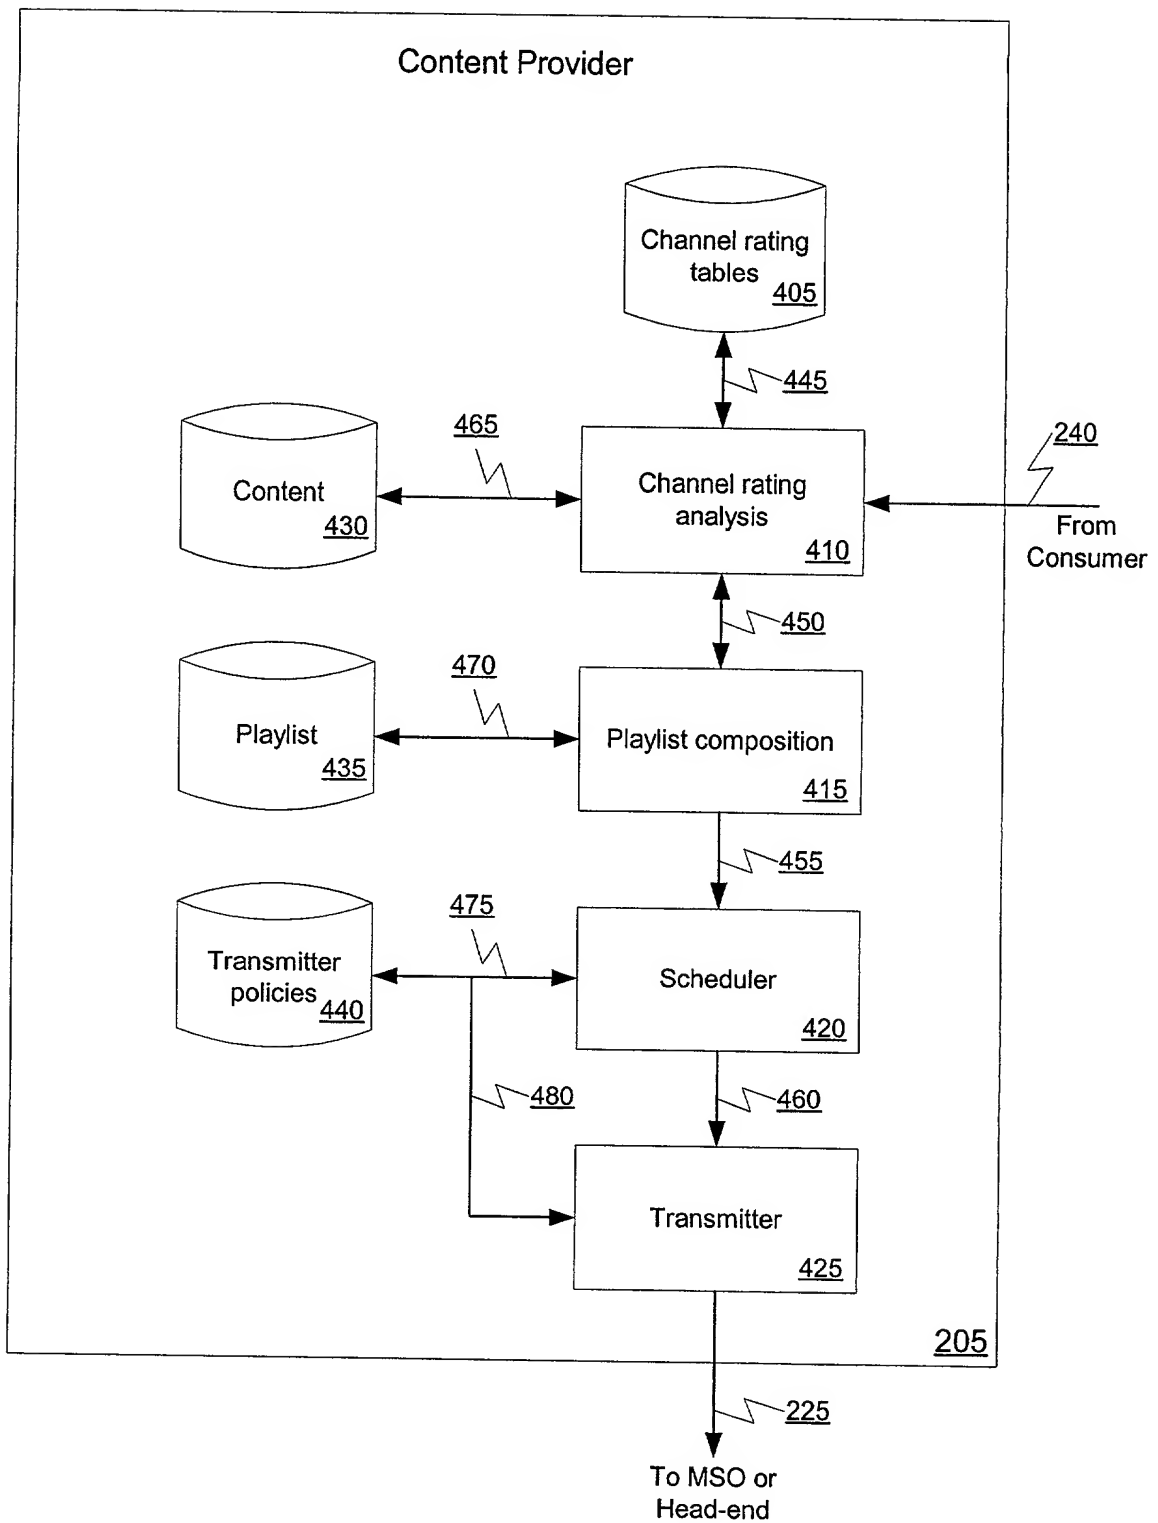 Content Provider
Channel rating
tables
405
445
465
240
Content
430
Channel rating
analysis
410
From
Consumer
450
470
Playlist
435
Playlist composition
415
455
475
Transmitter
policies
440
Scheduler
420
480
460
Transmitter
425
205
225
To MSO or
Head-end